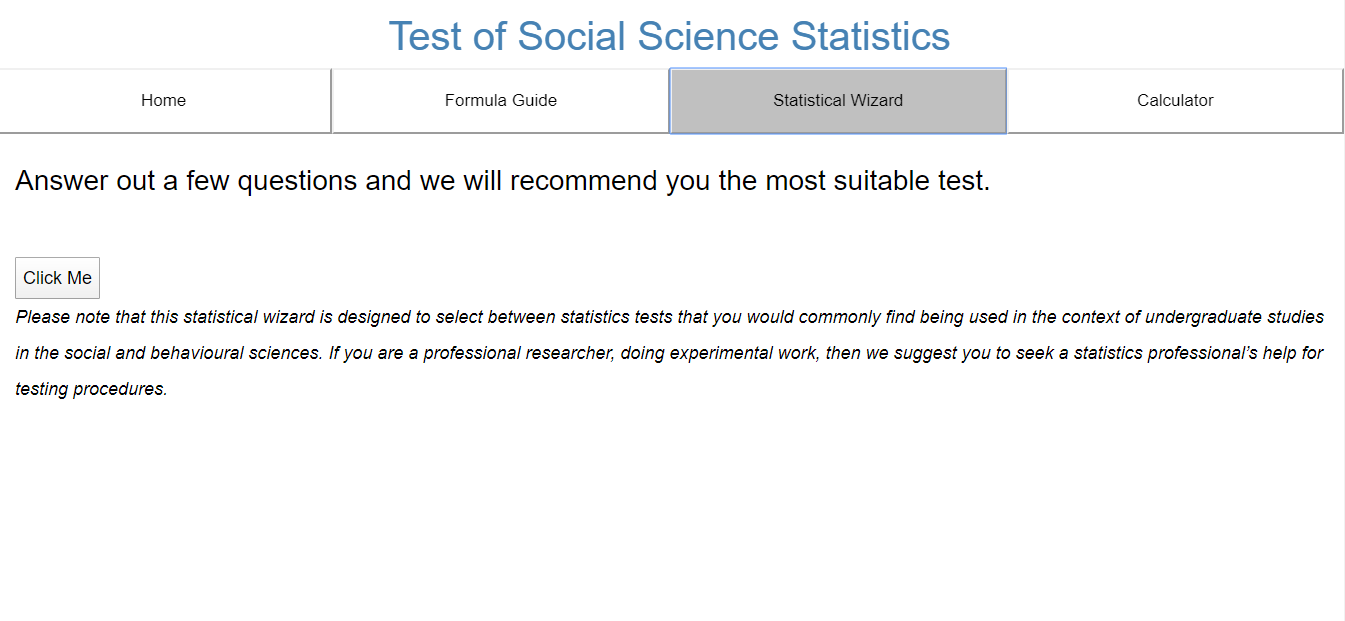 Test of Social Science Statistics
Home
Formula Guide
Statistical Wizard
Calculator
Answer out a few questions and we will recommend you the most suitable test.
Click Me
Please note that this statistical wizard is designed to select between statistics tests that you would commonly find being used in the context of undergraduate studies
in the social and behavioural sciences. If you are a professional researcher, doing experimental work, then we suggest you to seek a statistics professional’s help for
testing procedures.